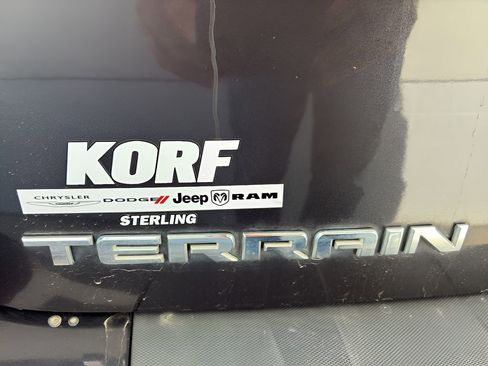 KORF
CHRYSLER DODGE Jeep RAM
STERLING
TERRAIN